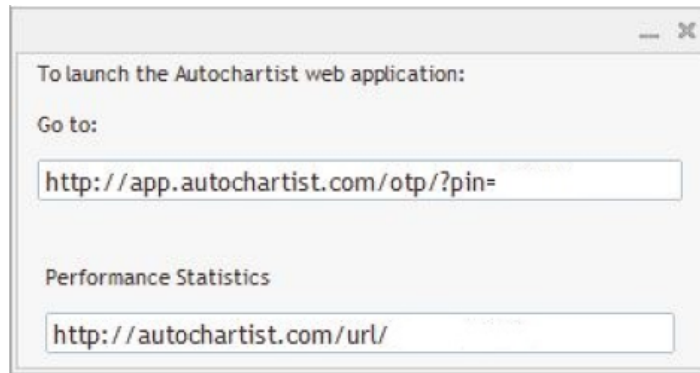 To launch the Autochartist web application:
Go to:
http://app.autochartist.com/otp/?pin=
Performance Statistics
http://autochartist.com/url/